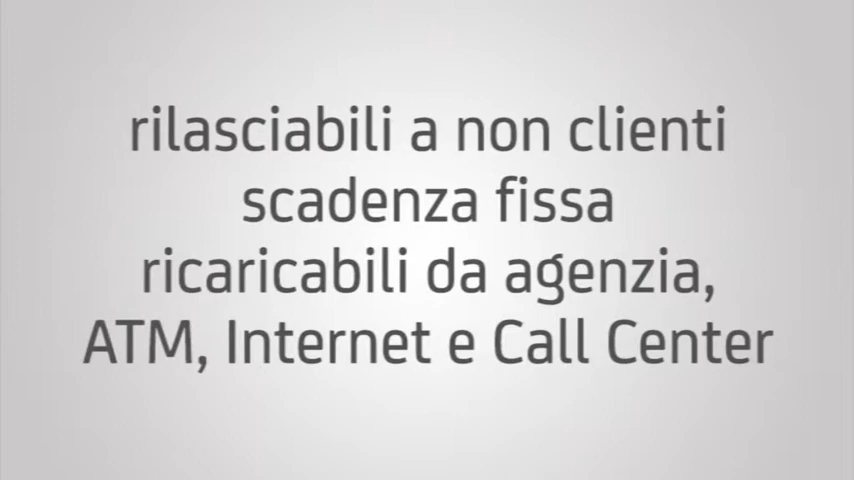 rilasciabili a non clienti
scadenza fissa
ricaricabili da agenzia,
ATM, Internet e Call Center